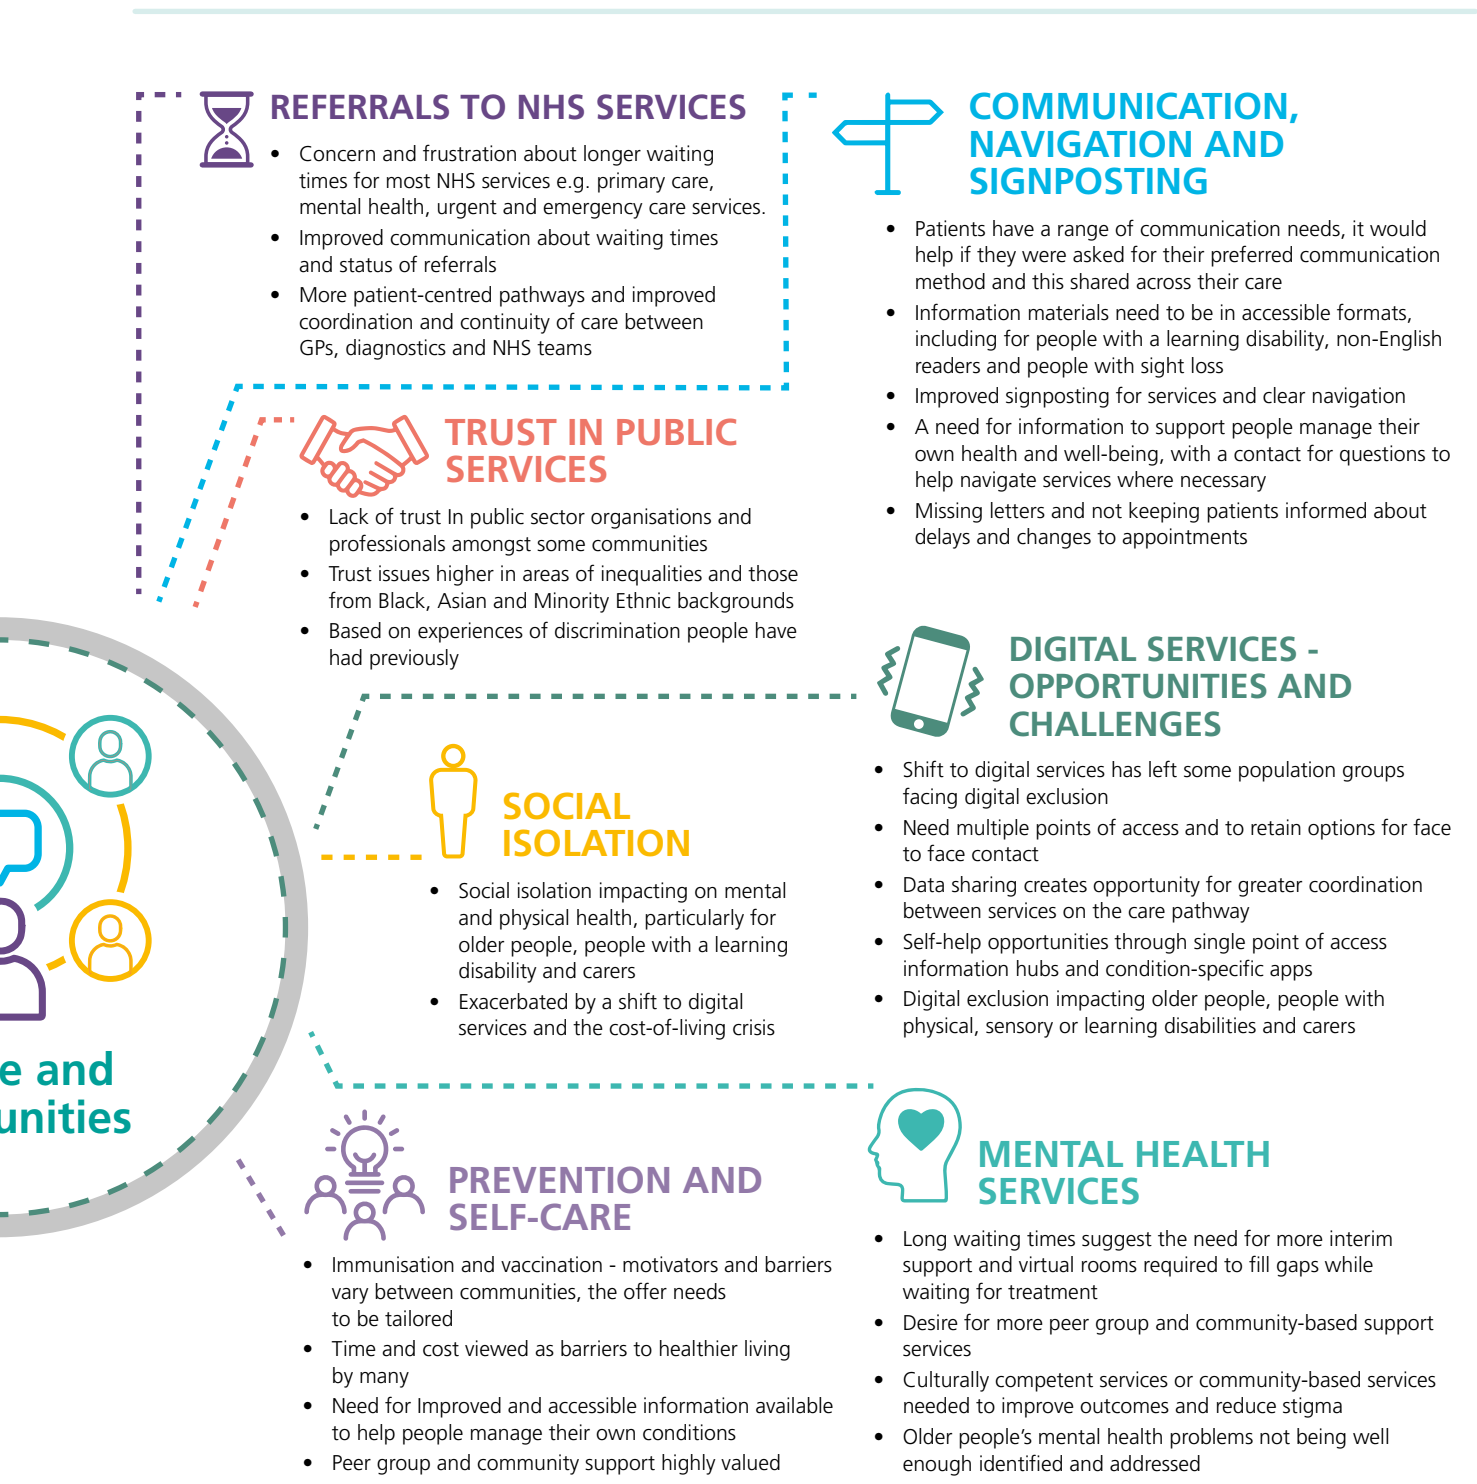 REFERRALS TO NHS SERVICES
• Concern and frustration about longer waiting
times for most NHS services e.g. primary care,
mental health, urgent and emergency care services.
• Improved communication about waiting times
and status of referrals
• More patient-centred pathways and improved
coordination and continuity of care between
GPs, diagnostics and NHS teams
COMMUNICATION,
NAVIGATION AND
SIGNPOSTING
• Patients have a range of communication needs, it would
help if they were asked for their preferred communication
method and this shared across their care
• Information materials need to be in accessible formats,
including for people with a learning disability, non-English
readers and people with sight loss
• Improved signposting for services and clear navigation
• A need for information to support people manage their
own health and well-being, with a contact for questions to
help navigate services where necessary
• Missing letters and not keeping patients informed about
delays and changes to appointments
TRUST IN PUBLIC
SERVICES
• Lack of trust In public sector organisations and
professionals amongst some communities
• Trust issues higher in areas of inequalities and those
from Black, Asian and Minority Ethnic backgrounds
• Based on experiences of discrimination people have
had previously
DIGITAL SERVICES -
OPPORTUNITIES AND
CHALLENGES
• Shift to digital services has left some population groups
facing digital exclusion
• Need multiple points of access and to retain options for face
to face contact
• Data sharing creates opportunity for greater coordination
between services on the care pathway
• Self-help opportunities through single point of access
information hubs and condition-specific apps
• Digital exclusion impacting older people, people with
physical, sensory or learning disabilities and carers
SOCIAL
ISOLATION
• Social isolation impacting on mental
and physical health, particularly for
older people, people with a learning
disability and carers
• Exacerbated by a shift to digital
services and the cost-of-living crisis
e and
unities
PREVENTION AND
SELF-CARE
• Immunisation and vaccination - motivators and barriers
vary between communities, the offer needs
to be tailored
• Time and cost viewed as barriers to healthier living
by many
• Need for Improved and accessible information available
to help people manage their own conditions
• Peer group and community support highly valued
MENTAL HEALTH
SERVICES
• Long waiting times suggest the need for more interim
support and virtual rooms required to fill gaps while
waiting for treatment
• Desire for more peer group and community-based support
services
• Culturally competent services or community-based services
needed to improve outcomes and reduce stigma
• Older people’s mental health problems not being well
enough identified and addressed